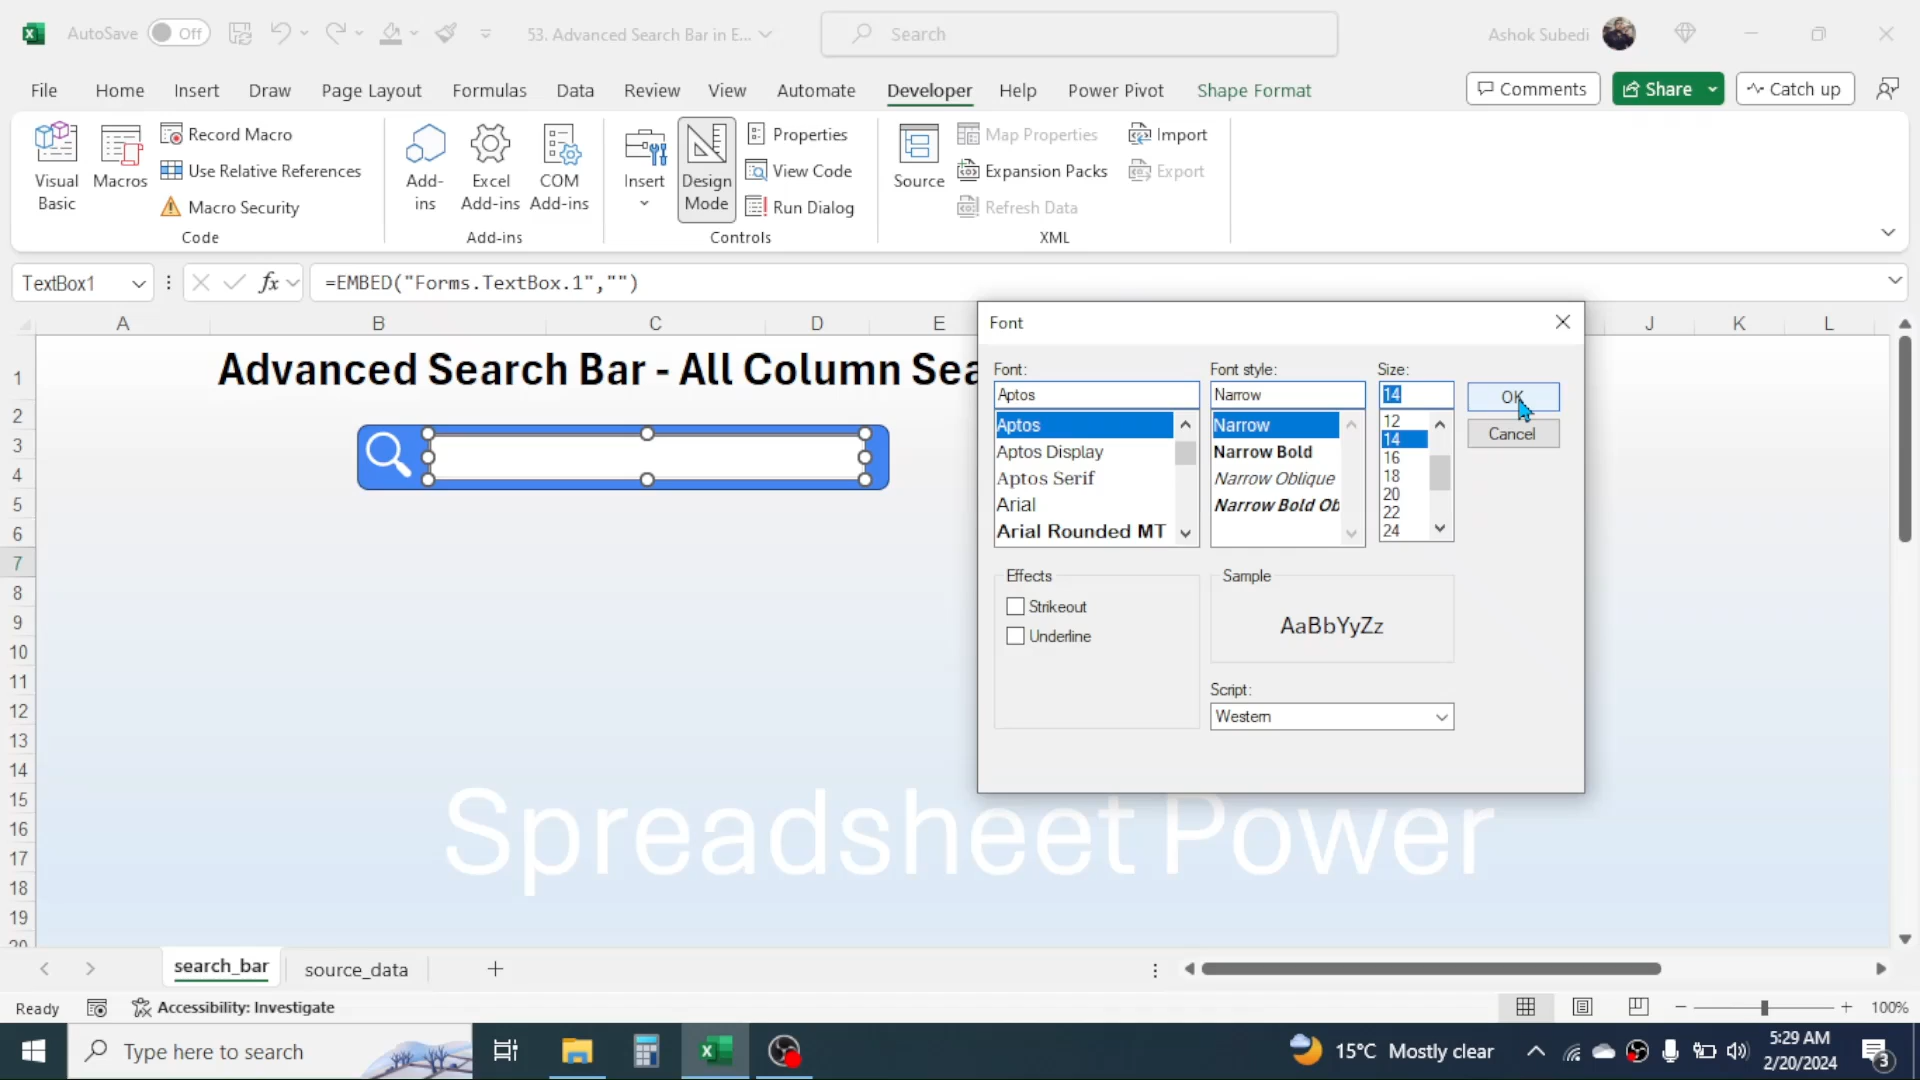 AutoSave Off 53. Advanced Search Bar in E... Search Ashok Subedi
File Home Insert Draw Page Layout Formulas Data Review View Automate Developer Help Power Pivot Shape Format Comments Share Catch up
Visual Basic
Macros
Record Macro
Use Relative References
Macro Security
Code
Add-ins
Excel Add-ins
COM Add-ins
Add-ins
Insert
Design Mode
Properties
View Code
Run Dialog
Controls
Source
Map Properties
Expansion Packs
Refresh Data
Import
Export
XML
TextBox1 fx =EMBED("Forms.TextBox.1","")
A B C D E J K L
1 Advanced Search Bar - All Column Sea
2
3
4
5
6
7
8
9
10
11
12
13
14
15
16
17
18
19
20
Font
Font: Font style: Size:
Aptos Narrow 14 OK
Cancel
Aptos
Aptos Display
Aptos Serif
Arial
Arial Rounded MT
Narrow
Narrow Bold
Narrow Oblique
Narrow Bold Ob
12
14
16
18
20
22
24
Effects
Strikeout
Underline
Sample
AaBbYyZz
Script:
Western
Spreadsheet Power
search_bar source_data
Ready Accessibility: Investigate 100%
Type here to search 15°C Mostly clear 5:29 AM
2/20/2024 3